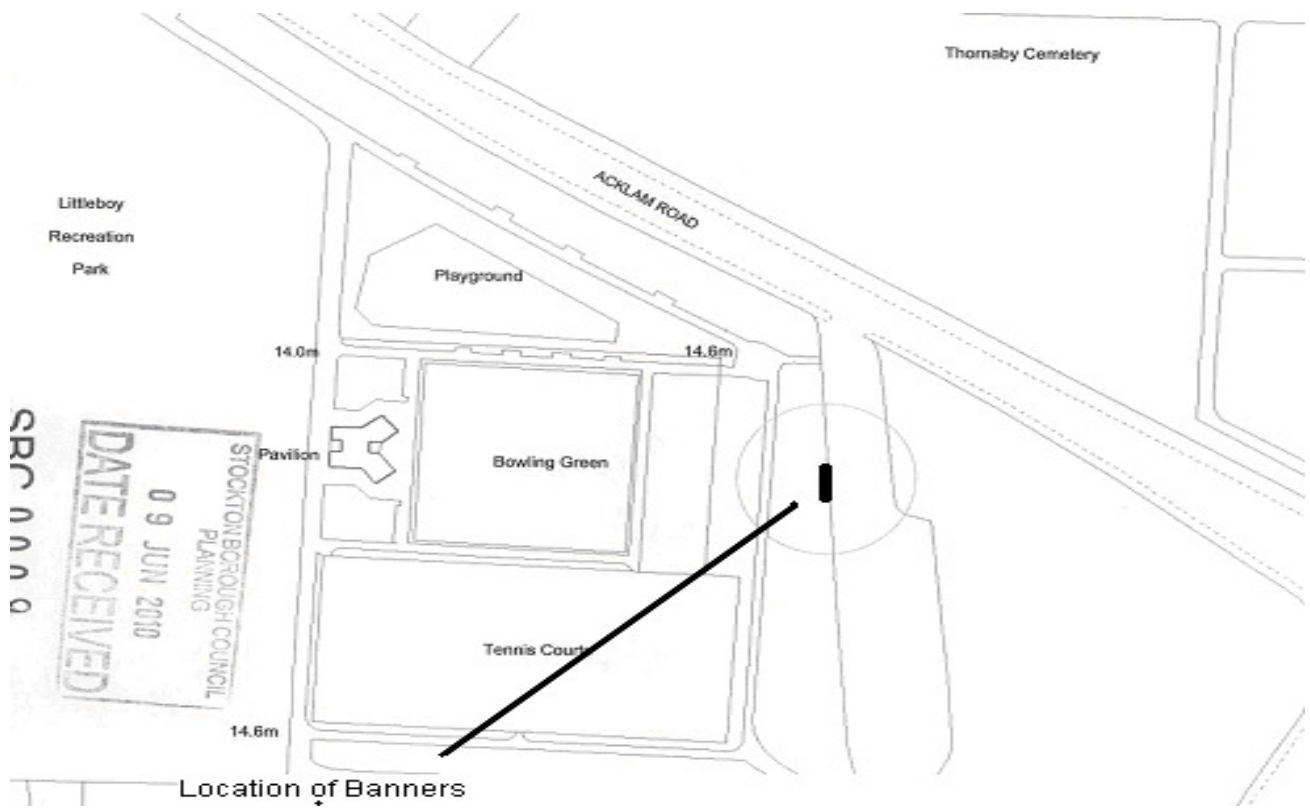 Thornaby Cemetery
ACKLAM ROAD
Littleboy
Recreation
Park
Playground
14.0m
14.6m
Pavilion
Bowling Green
STOCKTON BOROUGH COUNCIL
PLANNING
09 JUN 2010
DATE RECEIVED
SBC
Tennis
14.6m
Location of Banners